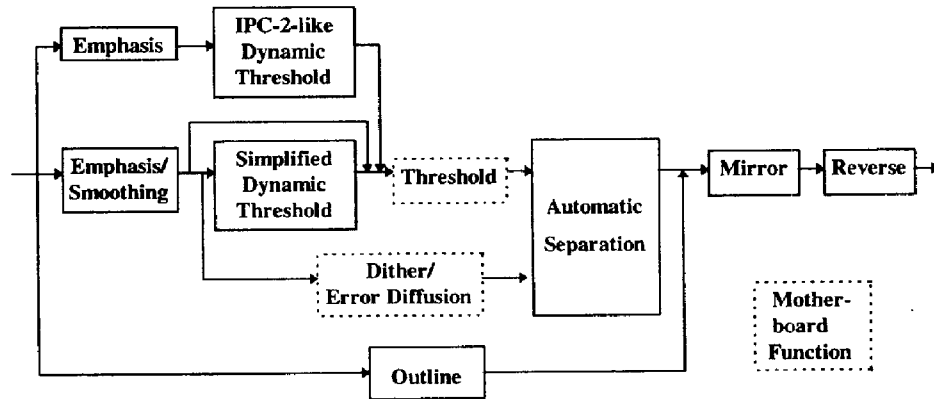 Emphasis
IPC-2-like
Dynamic
Threshold
Emphasis/
Smoothing
Simplified
Dynamic
Threshold
Threshold
Dither/
Error Diffusion
Automatic
Separation
Mirror
Reverse
Outline
Mother-
board
Function